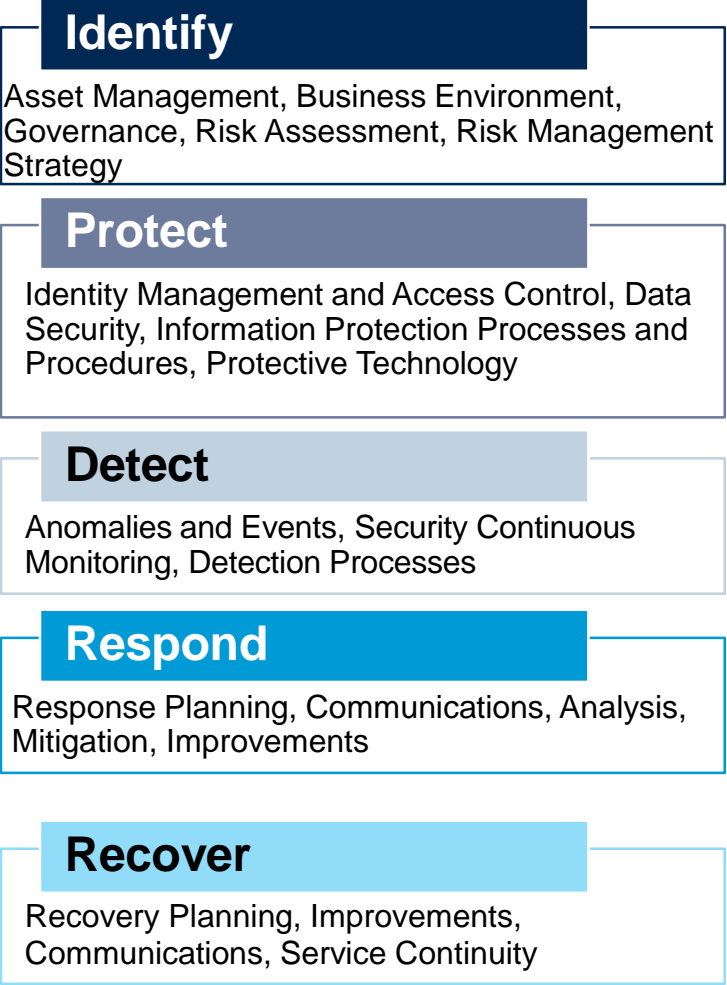 Identify
Asset Management, Business Environment,
Governance, Risk Assessment, Risk Management
Strategy
Protect
Identity Management and Access Control, Data
Security, Information Protection Processes and
Procedures, Protective Technology
Detect
Anomalies and Events, Security Continuous
Monitoring, Detection Processes
Respond
Response Planning, Communications, Analysis,
Mitigation, Improvements
Recover
Recovery Planning, Improvements,
Communications, Service Continuity